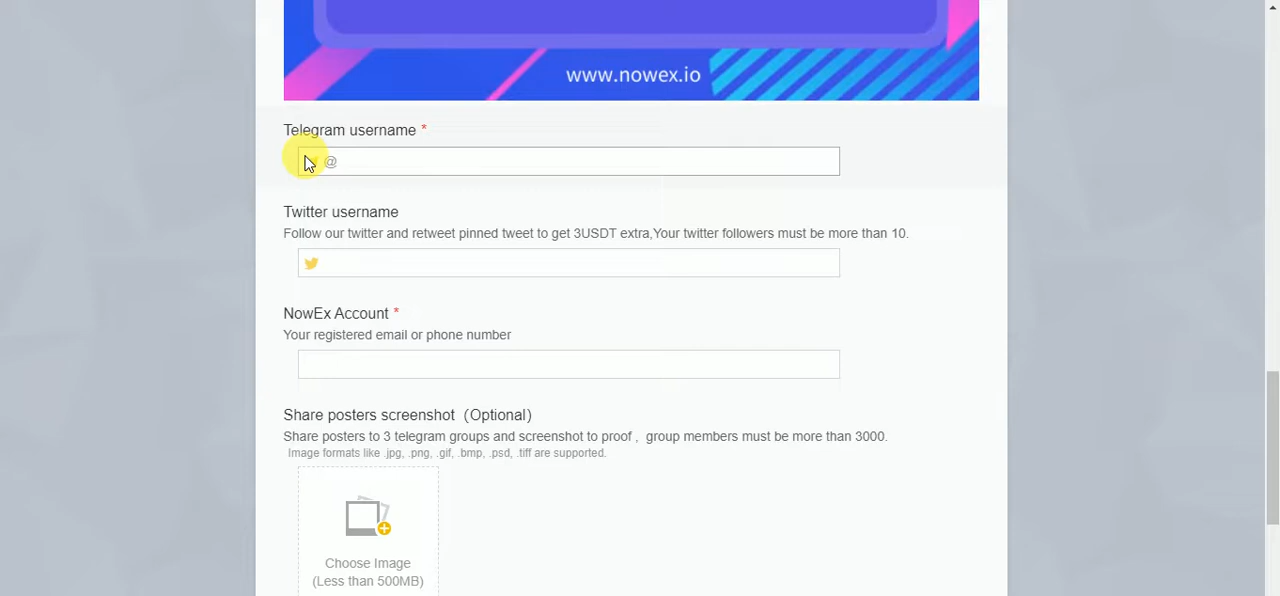 www.nowex.io
Telegram username *
@
Twitter username
Follow our twitter and retweet pinned tweet to get 3USDT extra,Your twitter followers must be more than 10.
NowEx Account *
Your registered email or phone number
Share posters screenshot（Optional）
Share posters to 3 telegram groups and screenshot to proof， group members must be more than 3000.
Image formats like .jpg, .png, .gif, .bmp, .psd, .tiff are supported.
Choose Image
(Less than 500MB)